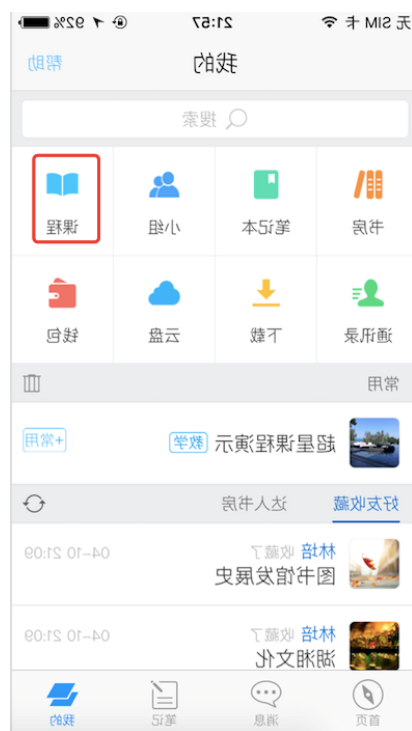 无 SIM 卡 21:57 92%
我的 帮助
搜索
书房 笔记本 小组 课程
通讯录 下载 云盘 钱包
常用
超星课程演示 教学 +常用
好友收藏 达人书房
林培 收藏了 04-10 21:09
图书馆发展史
林培 收藏了 04-10 21:09
湖湘文化
首页 消息 笔记 我的